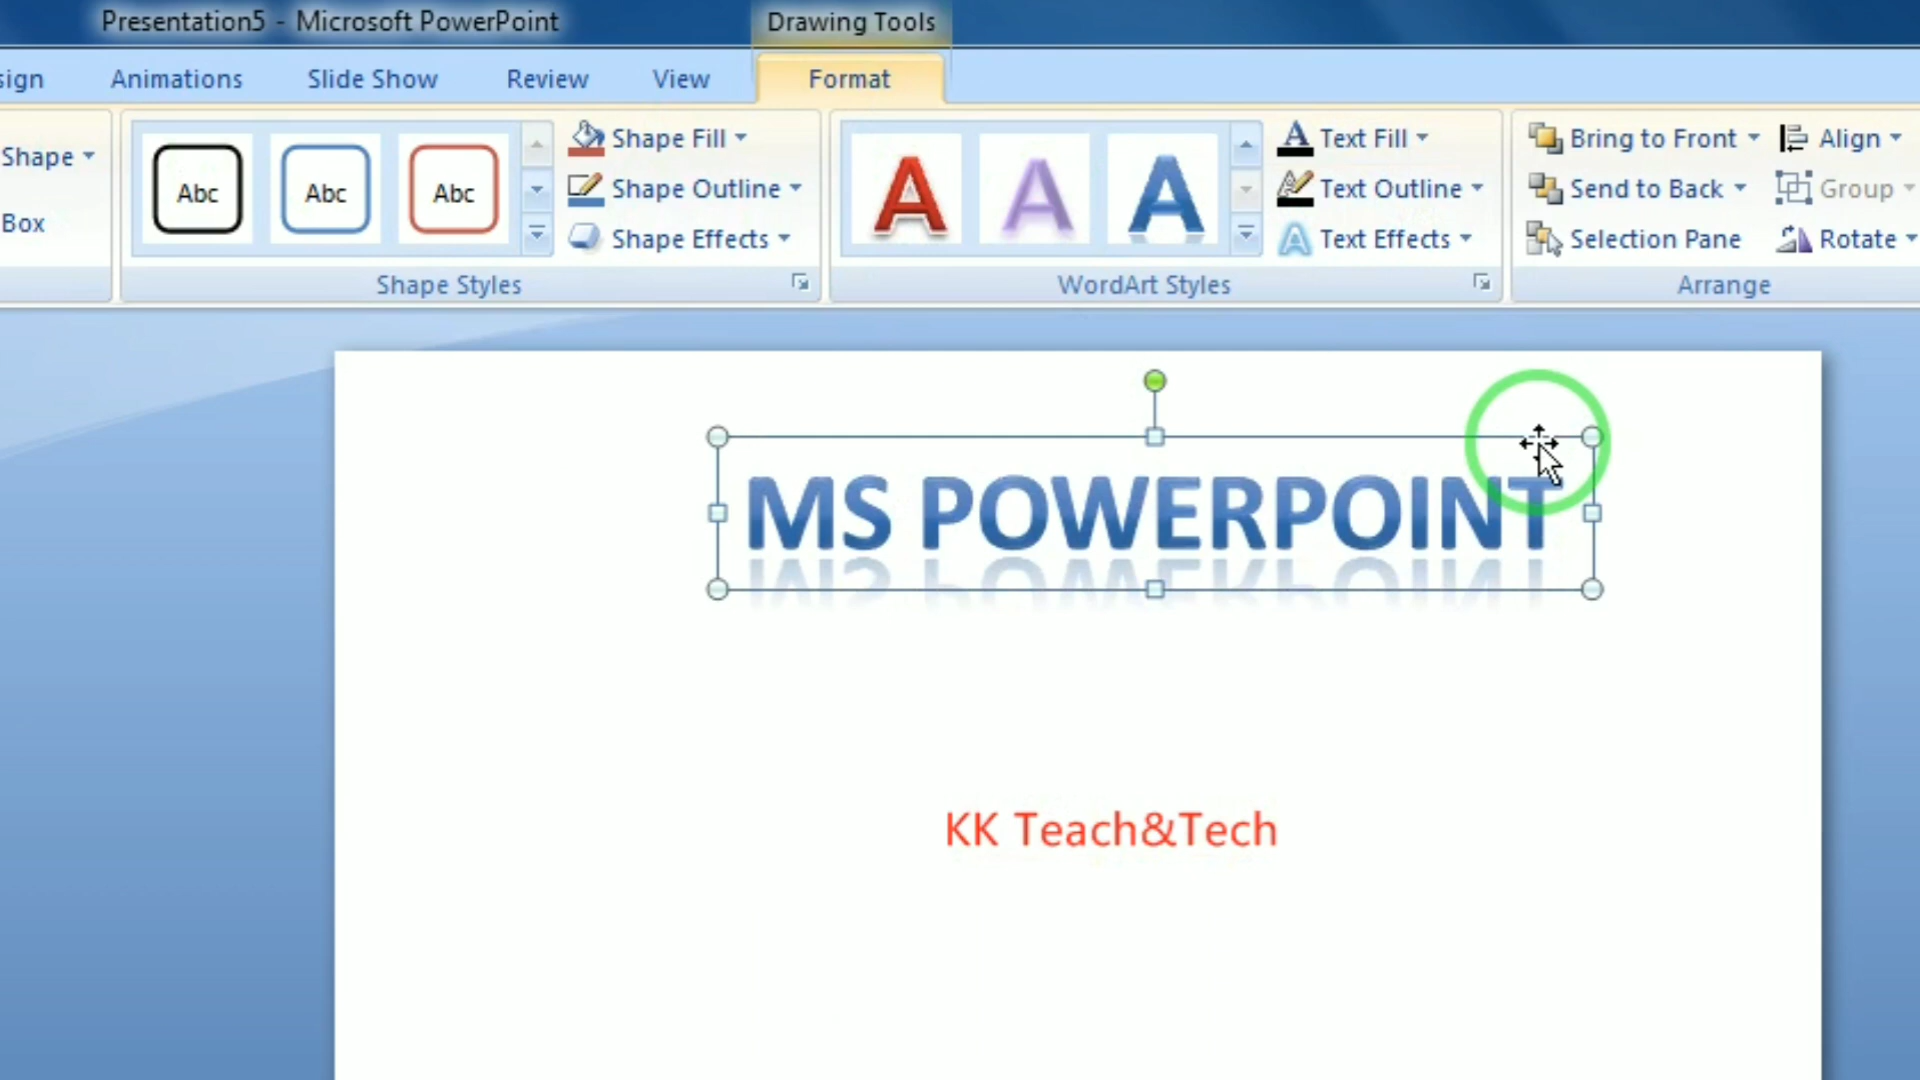 Presentation5 - Microsoft PowerPoint
Drawing Tools
sign Animations Slide Show Review View Format
Shape
Box
Abc Abc Abc
Shape Fill
Shape Outline
Shape Effects
Shape Styles
A A A
Text Fill
Text Outline
Text Effects
WordArt Styles
Bring to Front
Send to Back
Selection Pane
Align
Group
Rotate
Arrange
MS POWERPOINT
KK Teach&Tech